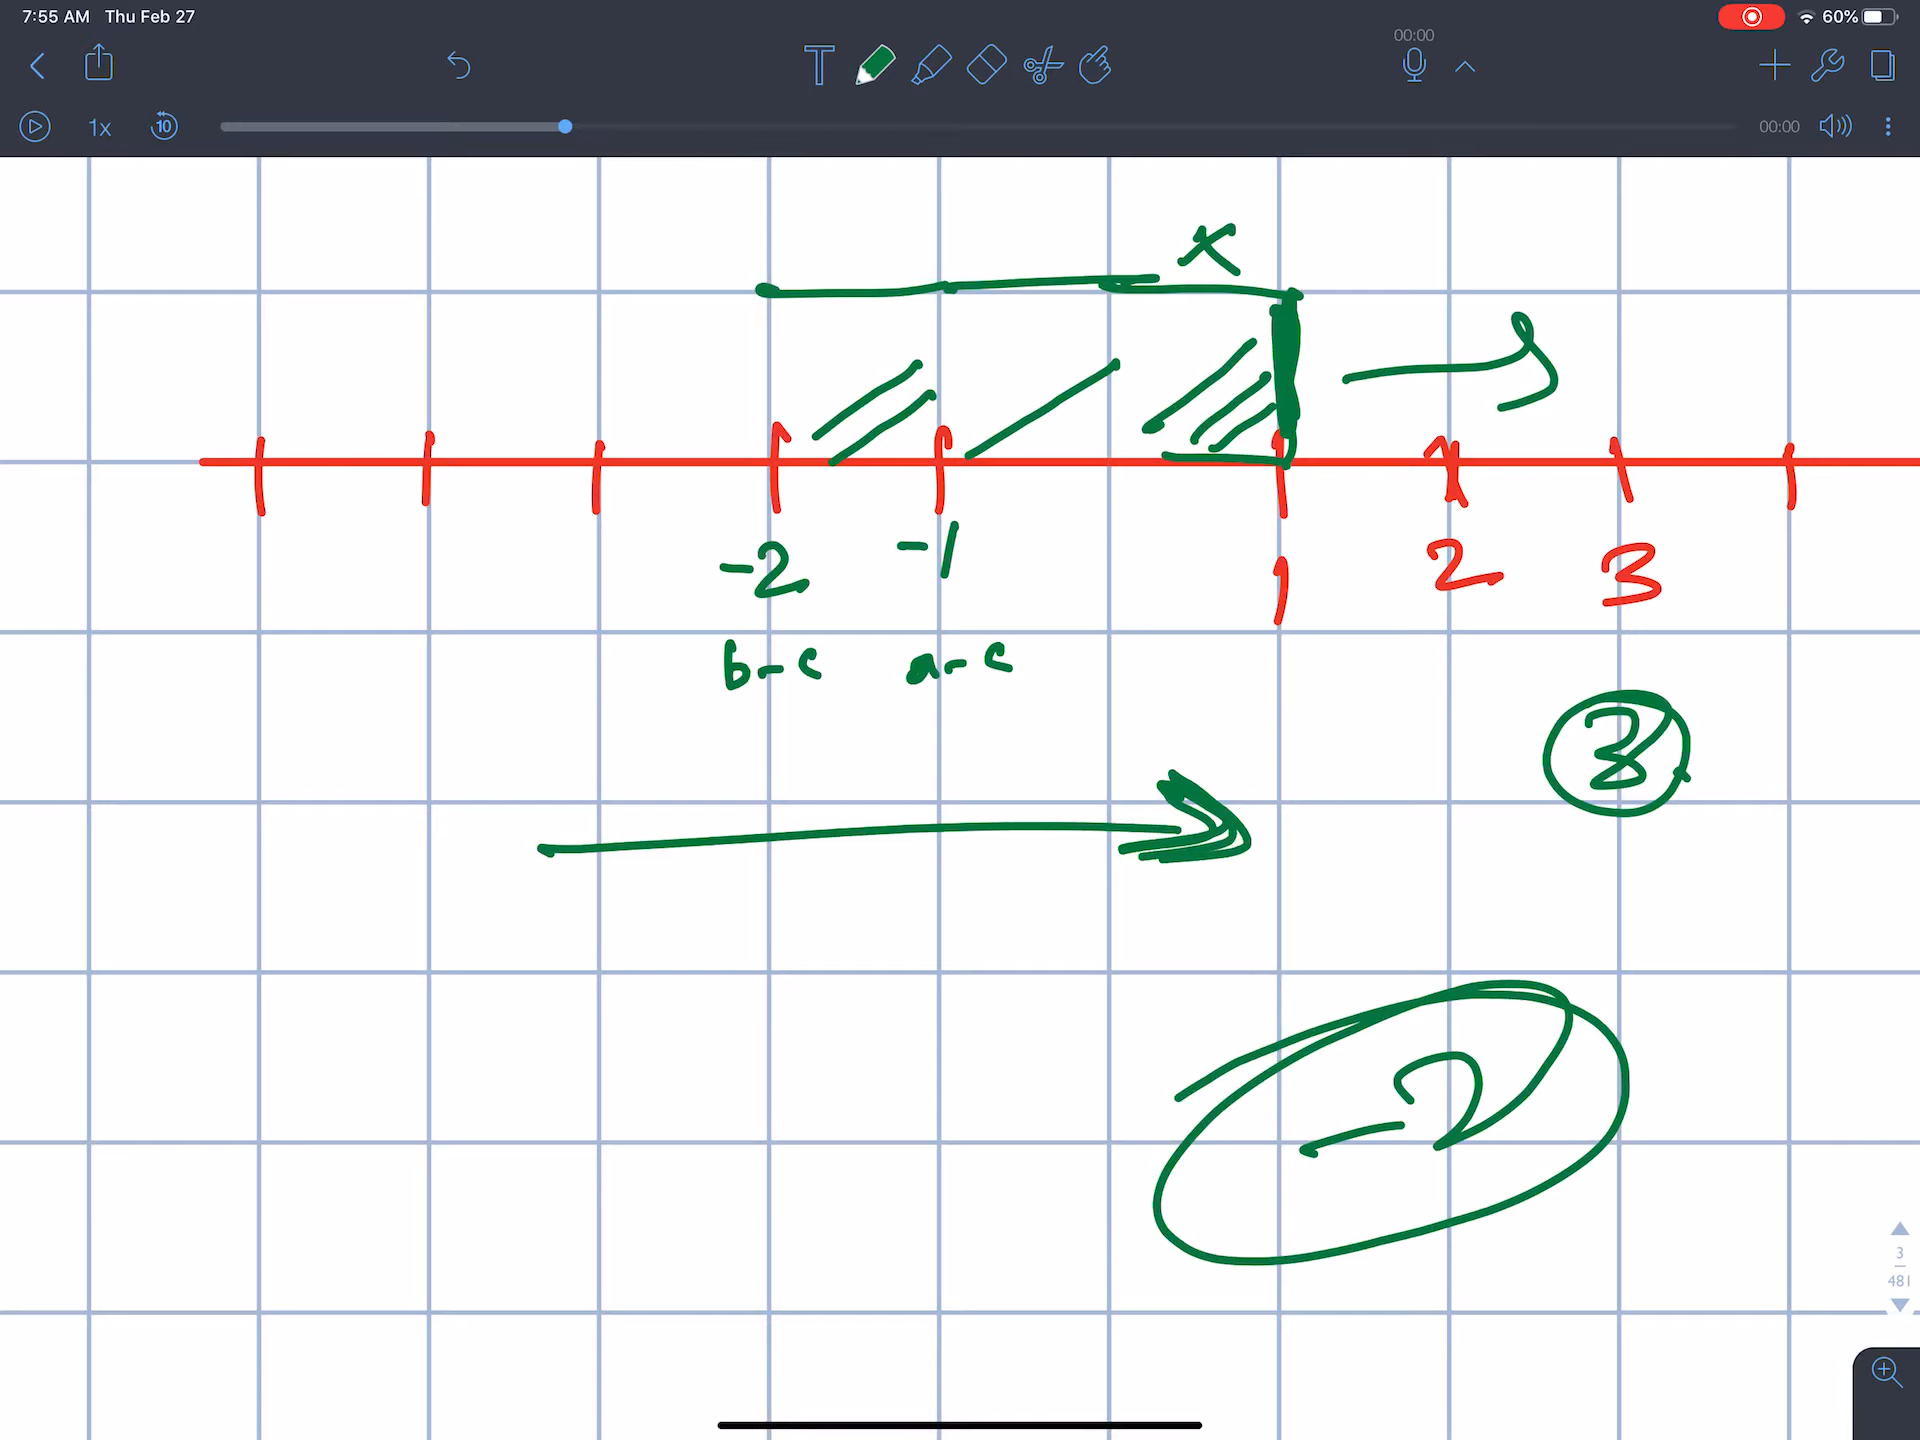 7:55 AM Thu Feb 27
60%
00:00
T
1x
10
00:00
x
-2 -1 1 2 3
b-c a-c
3
-2
3
481